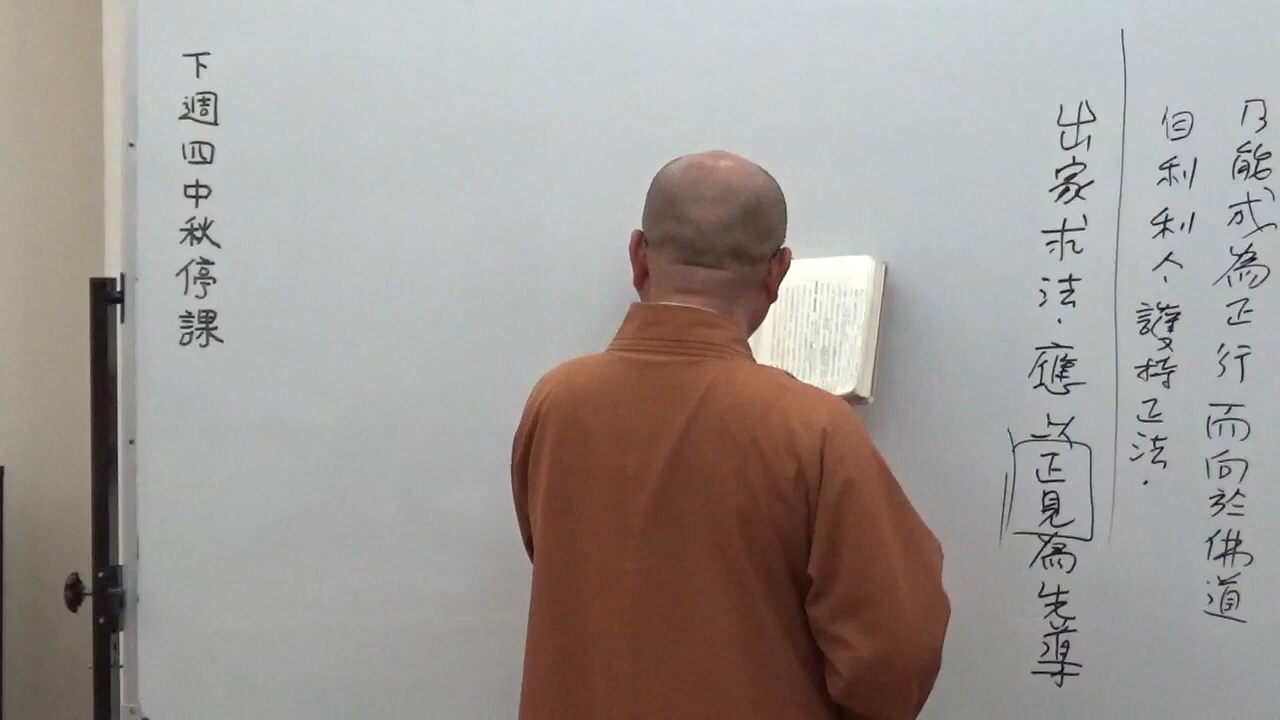 乃能成為正行而向於佛道
自利利人、護持正法.
出家求法.應以正見為先導
下週四中秋停課